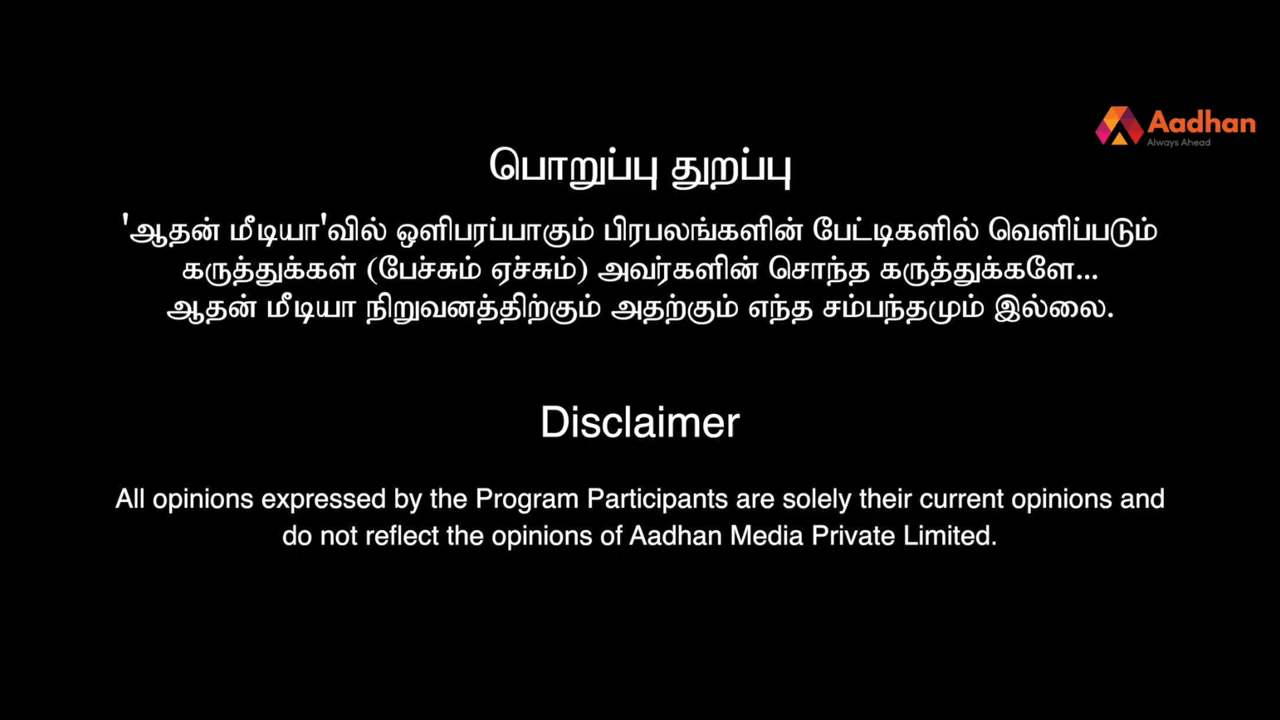 Aadhan
Always Ahead
பொறுப்பு துறப்பு
'ஆதன் மீடியா'வில் ஒளிபரப்பாகும் பிரபலங்களின் பேட்டிகளில் வெளிப்படும்
கருத்துக்கள் (பேச்சும் ஏச்சும்) அவர்களின் சொந்த கருத்துக்களே...
ஆதன் மீடியா நிறுவனத்திற்கும் அதற்கும் எந்த சம்பந்தமும் இல்லை.
Disclaimer
All opinions expressed by the Program Participants are solely their current opinions and
do not reflect the opinions of Aadhan Media Private Limited.